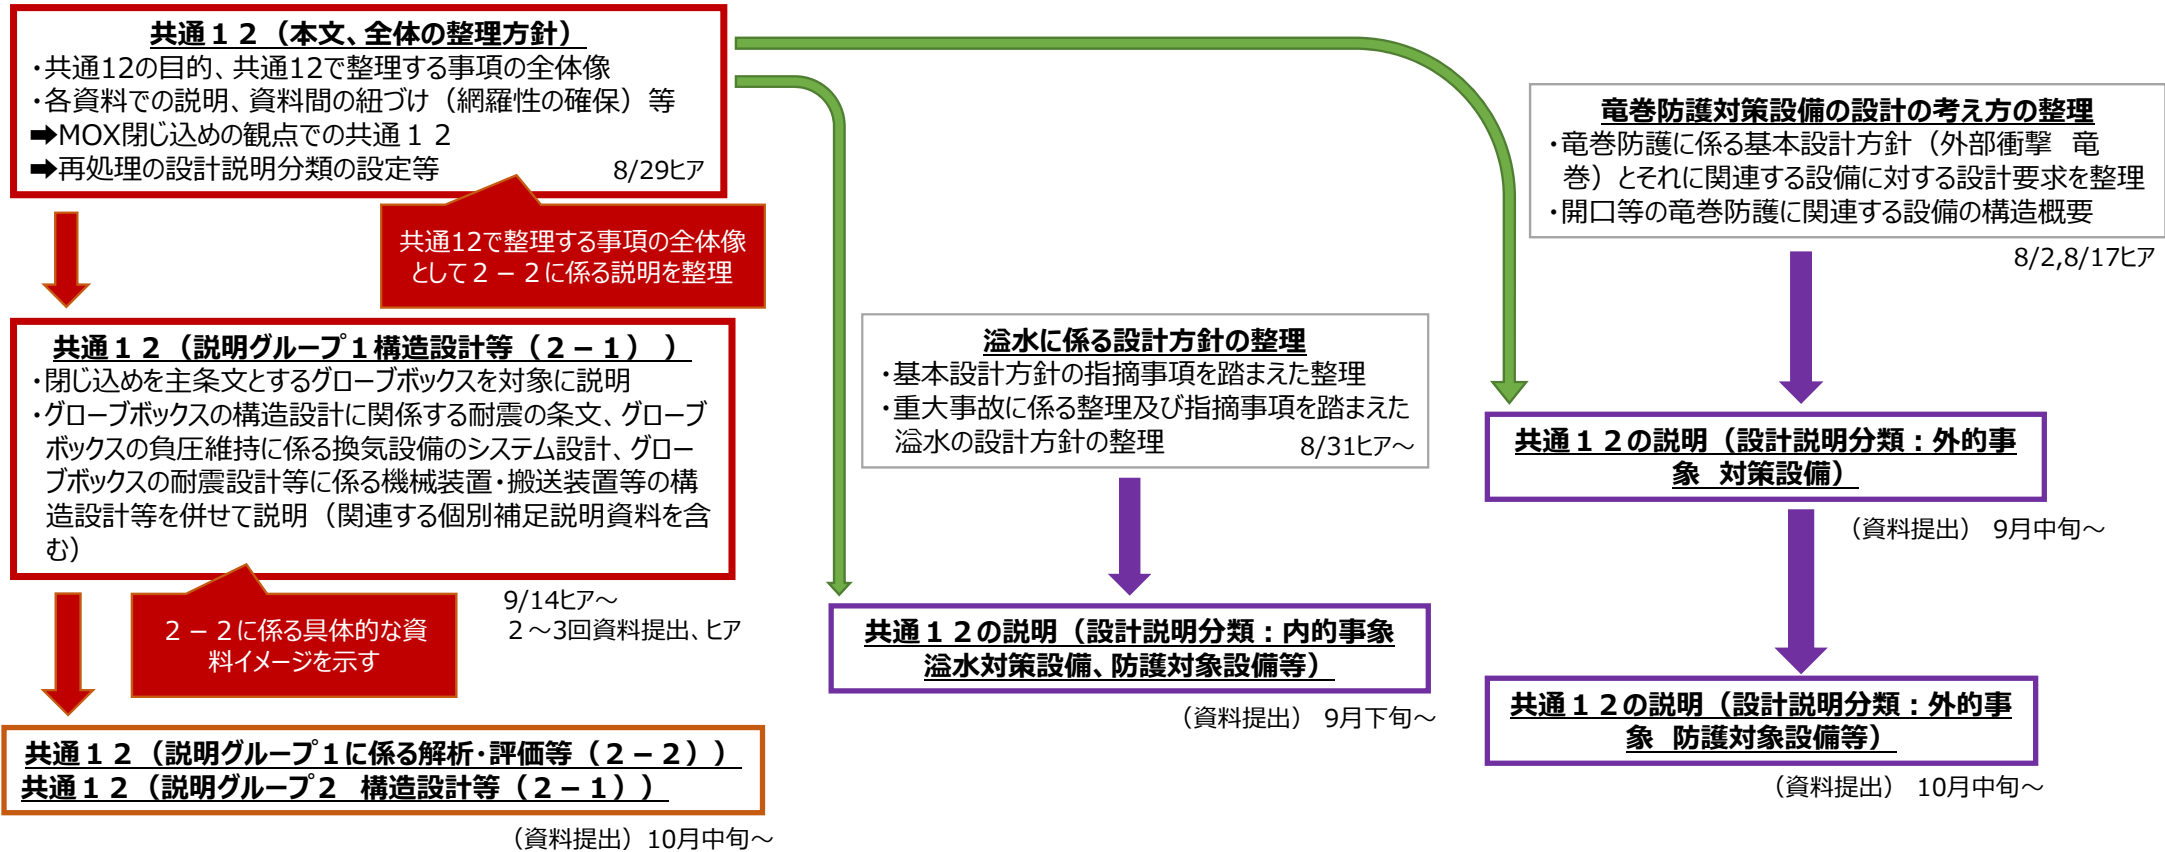 共通１２（本文、全体の整理方針）
・共通12の目的、共通12で整理する事項の全体像
・各資料での説明、資料間の紐づけ（網羅性の確保）等
➡MOX閉じ込めの観点での共通１２
➡再処理の設計説明分類の設定等
8/29ヒア
共通12で整理する事項の全体像
として２－２に係る説明を整理
共通１２（説明グループ１構造設計等（２－１） ）
・閉じ込めを主条文とするグローブボックスを対象に説明
・グローブボックスの構造設計に関係する耐震の条文、グローブ
ボックスの負圧維持に係る換気設備のシステム設計、グロー
ブボックスの耐震設計等に係る機械装置・搬送装置等の構
造設計等を併せて説明（関連する個別補足説明資料を含
む）
9/14ヒア～
２～3回資料提出、ヒア
２－２に係る具体的な資
料イメージを示す
共通１２（説明グループ１に係る解析・評価等（２－２））
共通１２（説明グループ２ 構造設計等（２－１））
（資料提出）10月中旬～
溢水に係る設計方針の整理
・基本設計方針の指摘事項を踏まえた整理
・重大事故に係る整理及び指摘事項を踏まえた
溢水の設計方針の整理
8/31ヒア～
共通１２の説明（設計説明分類：内的事象
溢水対策設備、防護対象設備等）
（資料提出） 9月下旬～
竜巻防護対策設備の設計の考え方の整理
・竜巻防護に係る基本設計方針（外部衝撃 竜
巻）とそれに関連する設備に対する設計要求を整理
・開口等の竜巻防護に関連する設備の構造概要
8/2,8/17ヒア
共通１２の説明（設計説明分類：外的事
象 対策設備）
（資料提出） 9月中旬～
共通１２の説明（設計説明分類：外的事
象 防護対象設備等）
（資料提出） 10月中旬～